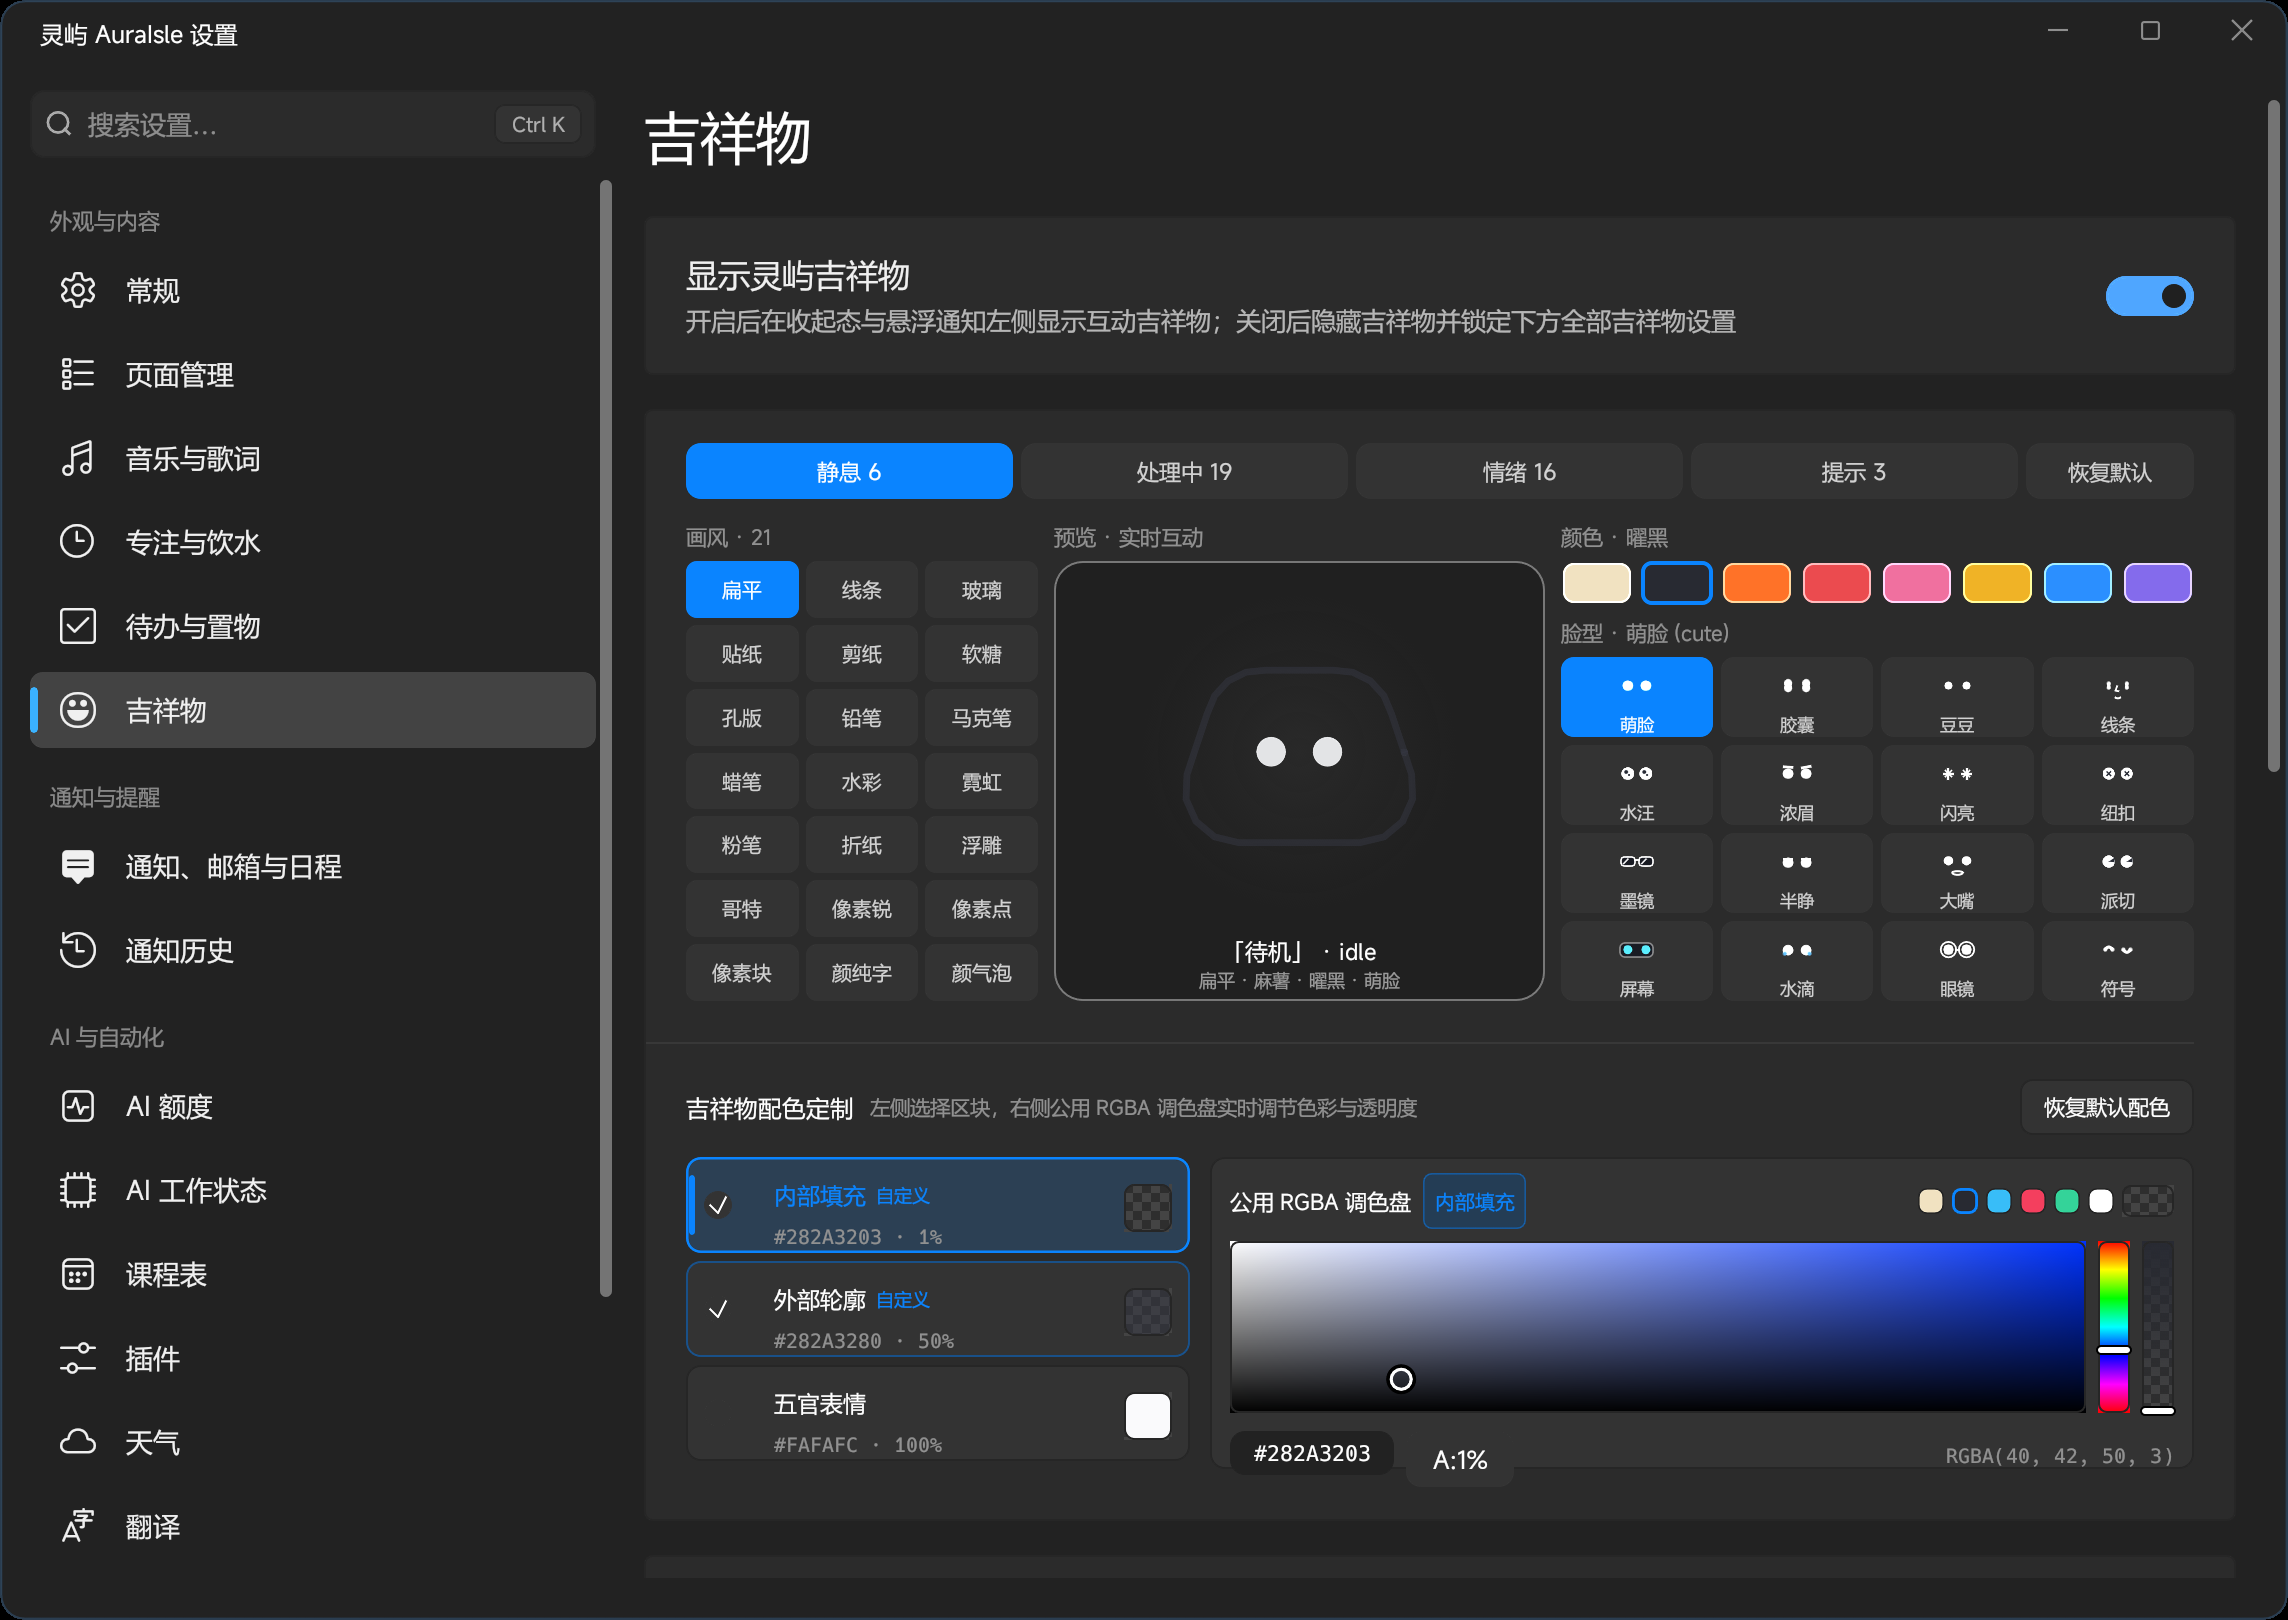 灵屿 AuraIsle 设置
搜索设置...
Ctrl K
外观与内容
常规
页面管理
音乐与歌词
专注与饮水
待办与置物
吉祥物
通知与提醒
通知、邮箱与日程
通知历史
AI 与自动化
AI 额度
AI 工作状态
课程表
插件
天气
翻译
吉祥物
显示灵屿吉祥物
开启后在收起态与悬浮通知左侧显示互动吉祥物；关闭后隐藏吉祥物并锁定下方全部吉祥物设置
静息 6
处理中 19
情绪 16
提示 3
恢复默认
画风 · 21
扁平 线条 玻璃
贴纸 剪纸 软糖
孔版 铅笔 马克笔
蜡笔 水彩 霓虹
粉笔 折纸 浮雕
哥特 像素锐 像素点
像素块 颜纯字 颜气泡
预览 · 实时互动
「待机」 · idle
扁平 · 麻薯 · 曜黑 · 萌脸
颜色 · 曜黑
脸型 · 萌脸 (cute)
萌脸 胶囊 豆豆 线条
水汪 浓眉 闪亮 纽扣
墨镜 半睁 大嘴 派切
屏幕 水滴 眼镜 符号
吉祥物配色定制 左侧选择区块，右侧公用 RGBA 调色盘实时调节色彩与透明度
恢复默认配色
内部填充 自定义
#282A3203 · 1%
外部轮廓 自定义
#282A3280 · 50%
五官表情
#FAFAFC · 100%
公用 RGBA 调色盘 内部填充
#282A3203
A:1%
RGBA(40, 42, 50, 3)